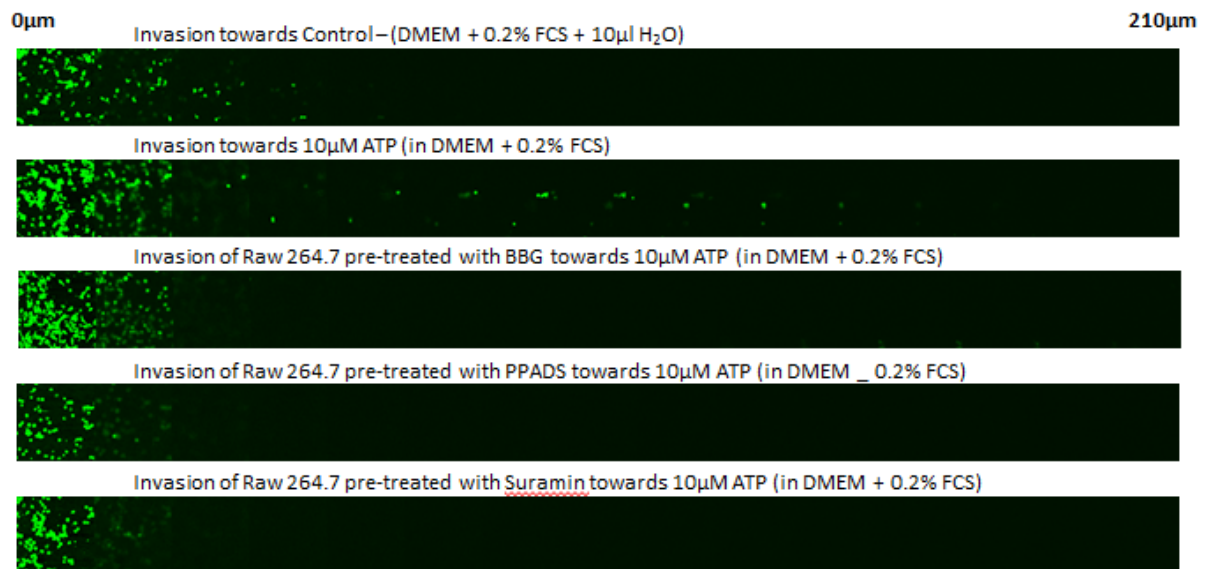 0µm 210µm
Invasion towards Control – (DMEM + 0.2% FCS + 10µl H₂O)
Invasion towards 10µM ATP (in DMEM + 0.2% FCS)
Invasion of Raw 264.7 pre-treated with BBG towards 10µM ATP (in DMEM + 0.2% FCS)
Invasion of Raw 264.7 pre-treated with PPADS towards 10µM ATP (in DMEM _ 0.2% FCS)
Invasion of Raw 264.7 pre-treated with Suramin towards 10µM ATP (in DMEM + 0.2% FCS)